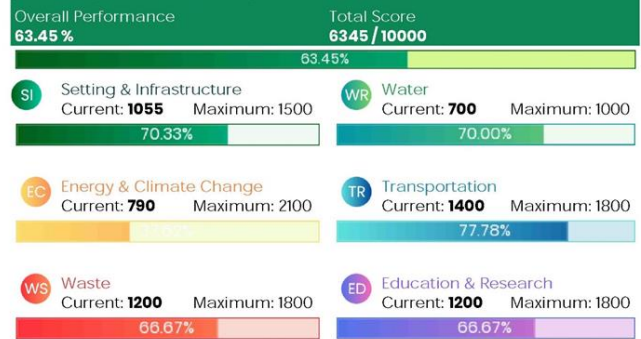 Overall Performance
63.45 %
Total Score
6345 / 10000
63.45%
SI
Setting & Infrastructure
Current: 1055 Maximum: 1500
70.33%
WR
Water
Current: 700 Maximum: 1000
70.00%
EC
Energy & Climate Change
Current: 790 Maximum: 2100
37.62%
TR
Transportation
Current: 1400 Maximum: 1800
77.78%
WS
Waste
Current: 1200 Maximum: 1800
66.67%
ED
Education & Research
Current: 1200 Maximum: 1800
66.67%